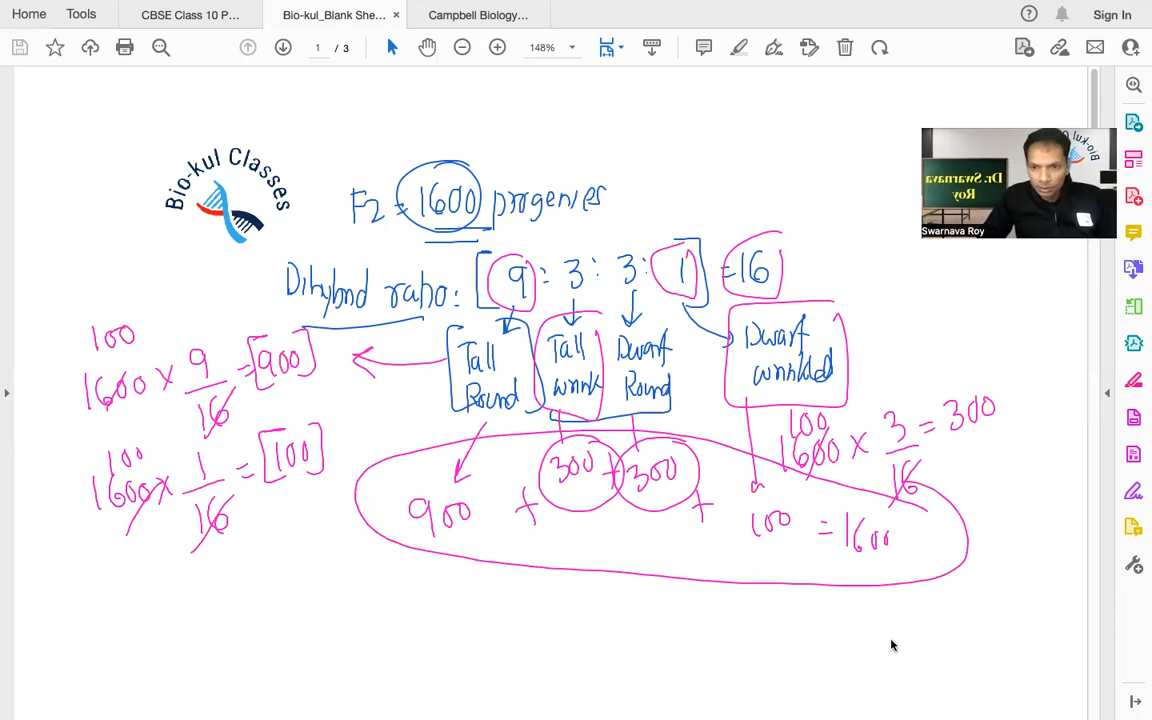 Home Tools CBSE Class 10 P... Bio-kul_Blank She... × Campbell Biology... Sign In
1 / 3 148%
Bio-kul Classes
Bio-kul
Dr. Swarnava
Roy
Swarnava Roy
F2 = 1600 progenies
Dihybrid ratio: [9 : 3 : 3 : 1] = 16
Tall Round
Tall wrink
Dwarf Round
Dwarf wrinkled
100
1600 × 9/16 = [900]
100
1600 × 1/16 = [100]
100
1600 × 3/16 = 300
900 + 300 + 300 + 100 = 1600